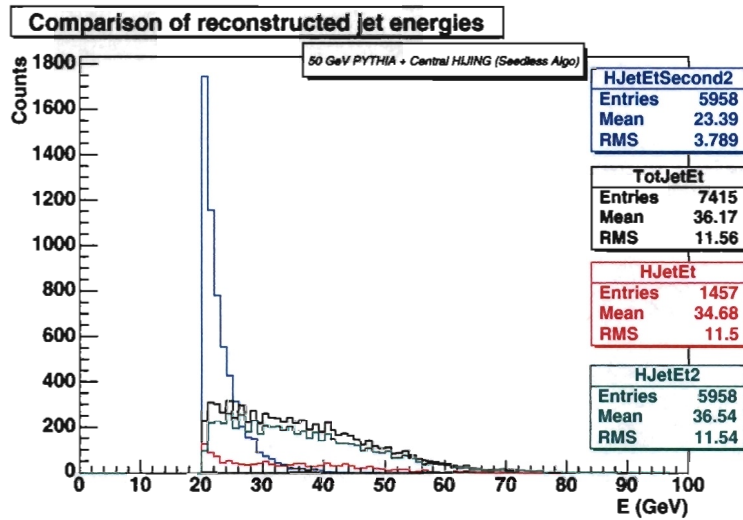 Comparison of reconstructed jet energies
50 GeV PYTHIA + Central HIJING (Seedless Algo)
Counts
1800
1600
1400
1200
1000
800
600
400
200
0
0 10 20 30 40 50 60 70 80 90 100
E (GeV)
HJetEtSecond2
Entries 5958
Mean 23.39
RMS 3.789
TotJetEt
Entries 7415
Mean 36.17
RMS 11.56
HJetEt
Entries 1457
Mean 34.68
RMS 11.5
HJetEt2
Entries 5958
Mean 36.54
RMS 11.54